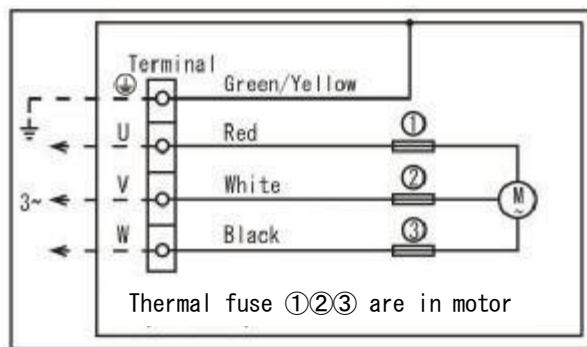 Terminal
Green/Yellow
U Red ①
V White ②
3~ M
~
W Black ③
Thermal fuse ①②③ are in motor